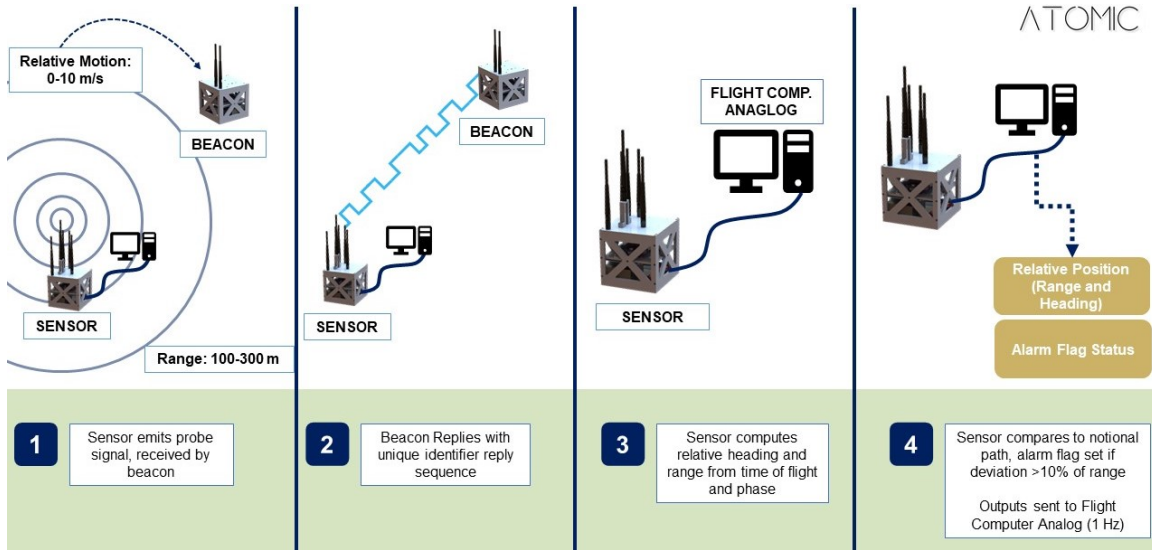 ATOMIC
Relative Motion:
0-10 m/s
BEACON
SENSOR
Range: 100-300 m
BEACON
SENSOR
FLIGHT COMP.
ANAGLOG
SENSOR
Relative Position
(Range and
Heading)
Alarm Flag Status
1
Sensor emits probe
signal, received by
beacon
2
Beacon Replies with
unique identifier reply
sequence
3
Sensor computes
relative heading and
range from time of flight
and phase
4
Sensor compares to notional
path, alarm flag set if
deviation >10% of range
Outputs sent to Flight
Computer Analog (1 Hz)